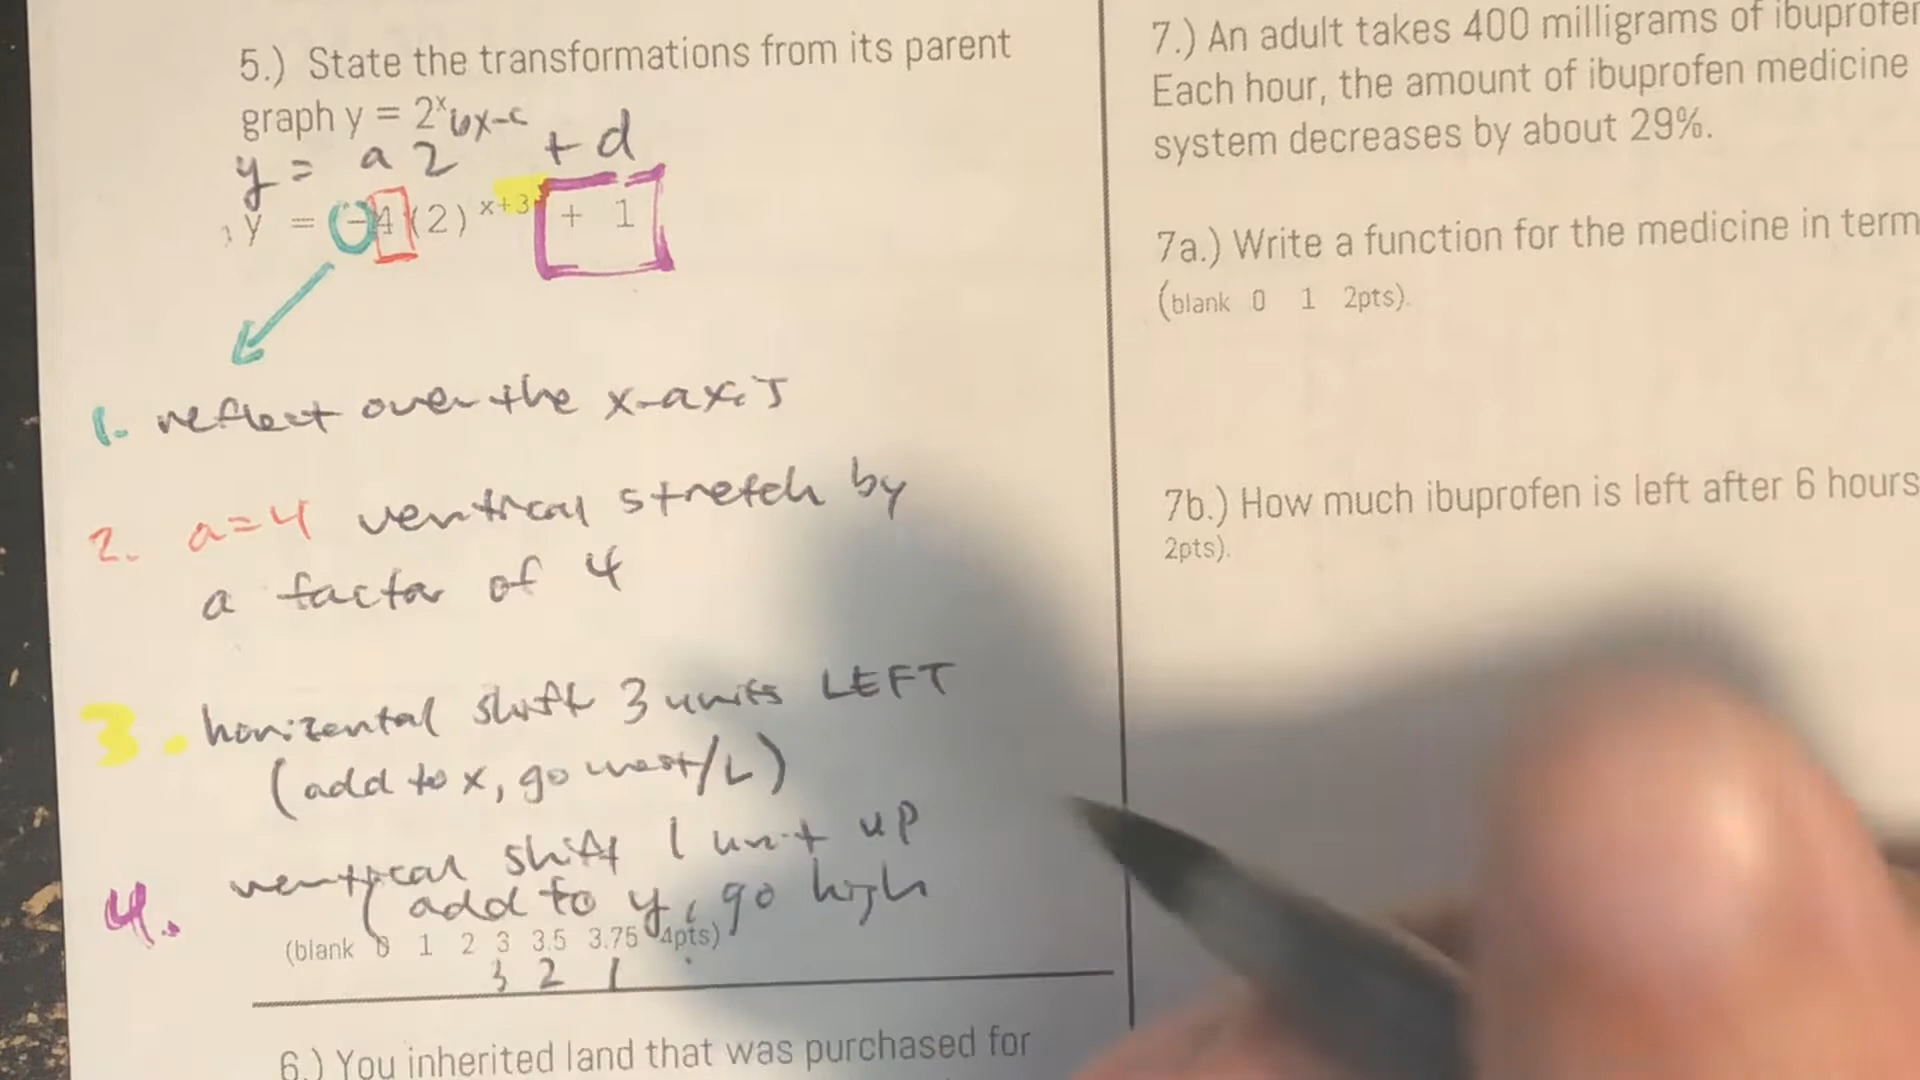 5.) State the transformations from its parent
graph y = 2ˣ
bx-c
y = a 2 + d
y = -4(2) x+3 + 1
1. reflect over the x-axis
2. a=4 vertical stretch by
a factor of 4
3. horizontal shift 3 units LEFT
(add to x, go west/L)
4. vertical shift 1 unit up
( add to y, go high
(blank 0 1 2 3 3.5 3.75 4pts)
3 2 1
6.) You inherited land that was purchased for
7.) An adult takes 400 milligrams of ibuprofen
Each hour, the amount of ibuprofen medicine
system decreases by about 29%.
7a.) Write a function for the medicine in term
(blank 0 1 2pts).
7b.) How much ibuprofen is left after 6 hours
2pts).